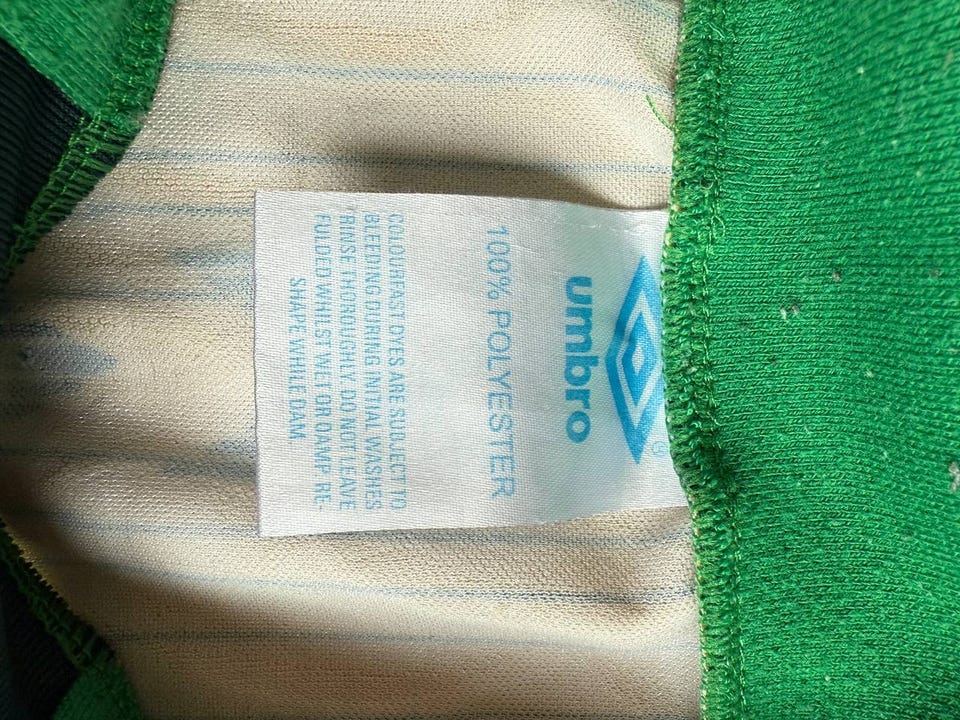 umbro
®
100% POLYESTER
COLOURFAST DYES ARE SUBJECT TO
BLEEDING DURING INITIAL WASHES
RINSE THOROUGHLY DO NOT LEAVE
FULDED WHILST WET OR DAMP RE-
SHAPE WHILE DAM